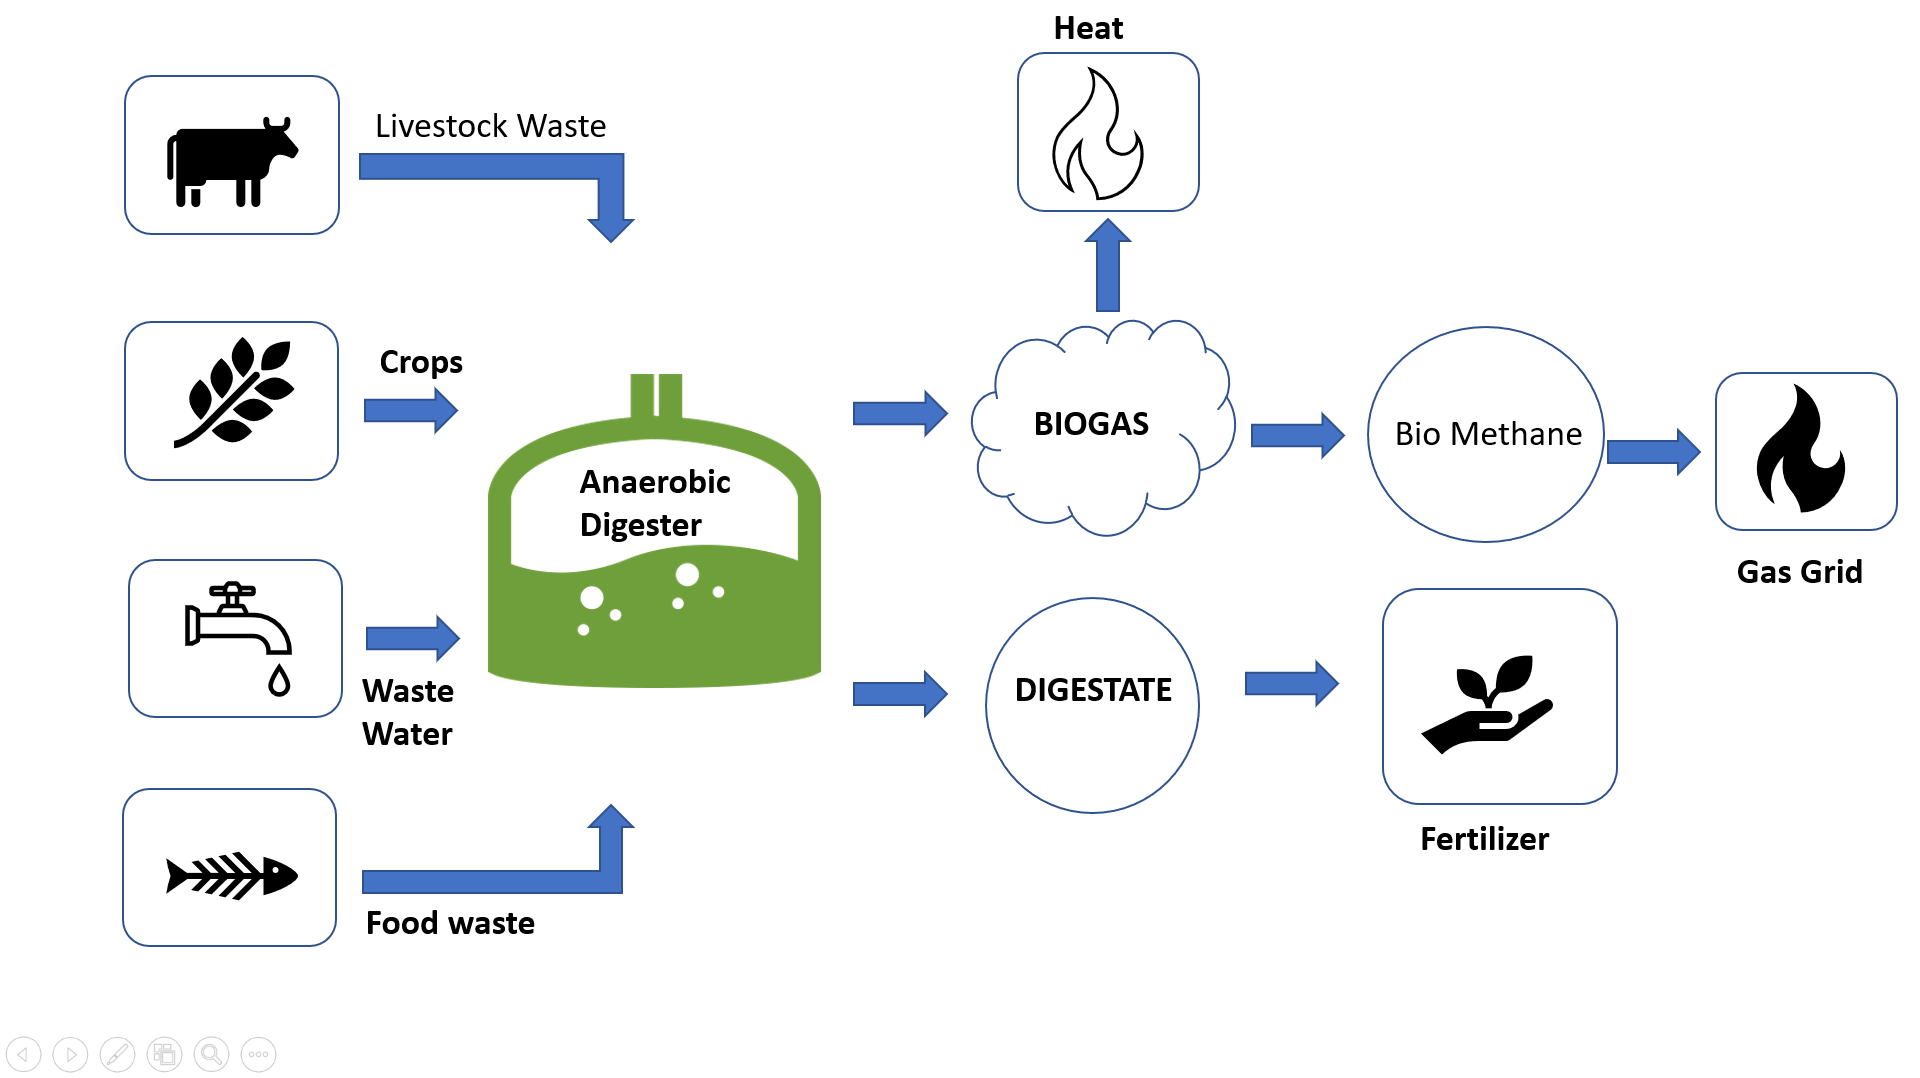 Heat
Livestock Waste
Crops
Anaerobic
Digester
BIOGAS
Bio Methane
Gas Grid
Waste
Water
DIGESTATE
Fertilizer
Food waste